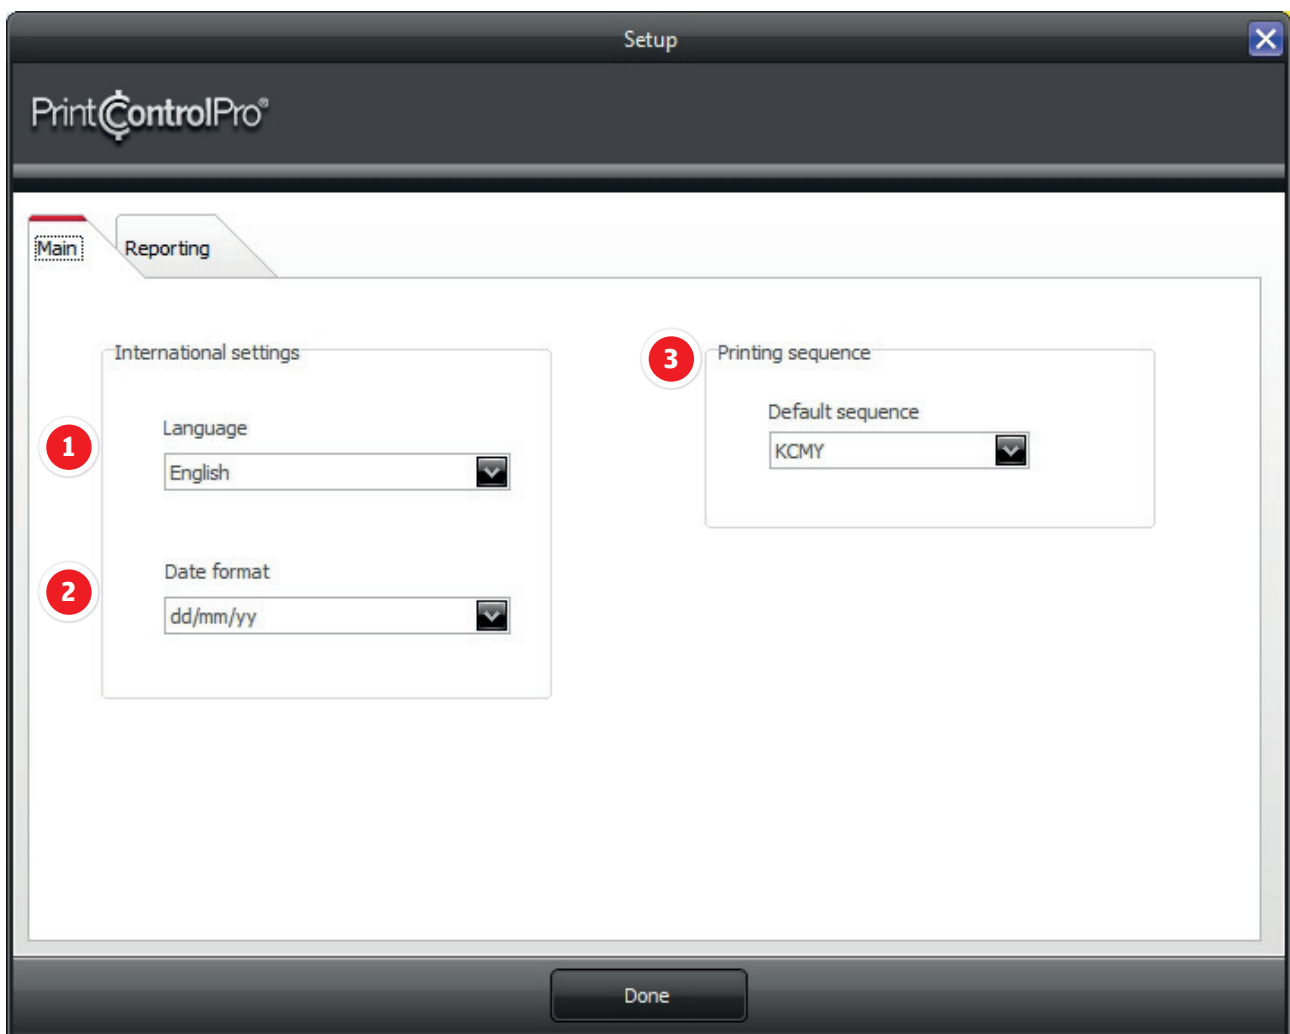 Setup
PrintControlPro®
Main
Reporting
International settings
1
Language
English
2
Date format
dd/mm/yy
3
Printing sequence
Default sequence
KCMY
Done